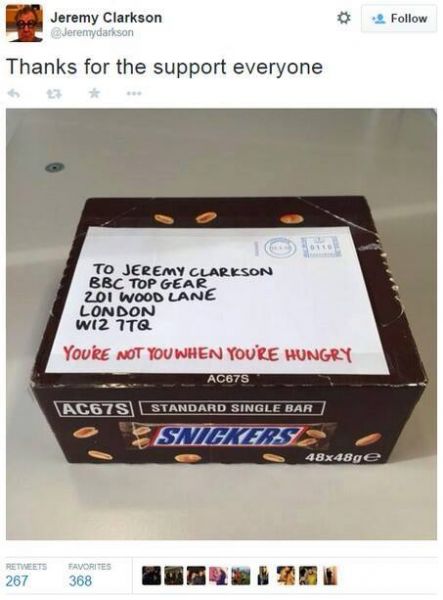 Jeremy Clarkson
@Jeremydarkson
Follow
Thanks for the support everyone
TO JEREMY CLARKSON
BBC TOP GEAR
201 WOOD LANE
LONDON
W12 7TQ
YOU'RE NOT YOU WHEN YOU'RE HUNGRY
AC67S
AC67S STANDARD SINGLE BAR
SNICKERS
48x48ge
RETWEETS FAVORITES
267 368